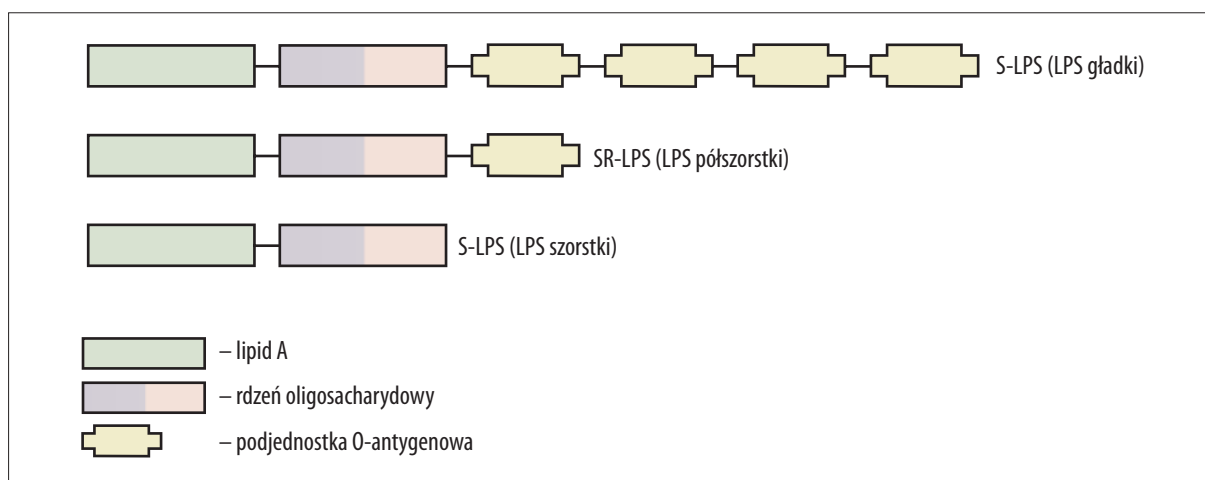 S-LPS (LPS gładki)
SR-LPS (LPS półszorstki)
S-LPS (LPS szorstki)
– lipid A
– rdzeń oligosacharydowy
– podjednostka O-antygenowa